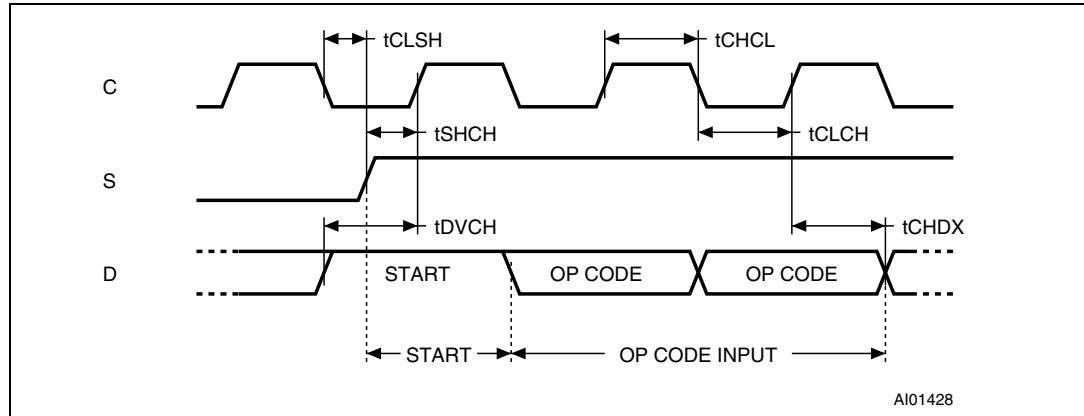 tCLSH
tCHCL
C
tSHCH
tCLCH
S
tDVCH
tCHDX
D
START
OP CODE
OP CODE
START
OP CODE INPUT
AI01428